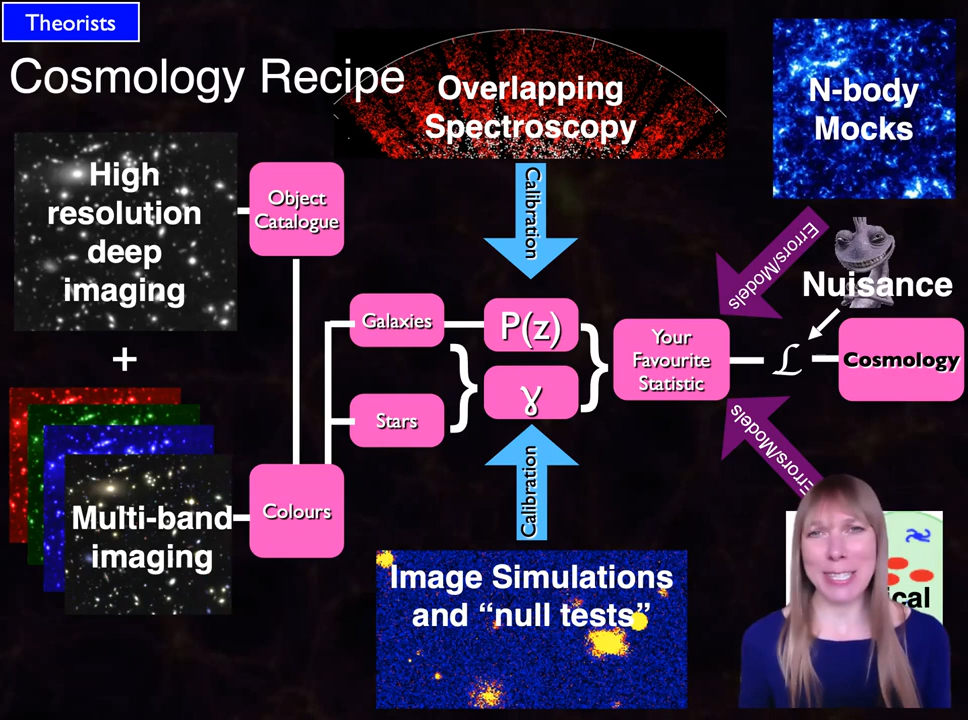 Theorists
Cosmology Recipe
Overlapping
Spectroscopy
N-body
Mocks
High
resolution
deep
imaging
Object
Catalogue
Calibration
Errors/Models
Nuisance
Galaxies
P(z)
Your
Favourite
Statistic
ℒ
Cosmology
+
γ
Stars
Errors/Models
Colours
Calibration
Multi-band
imaging
Image Simulations
and “null tests”